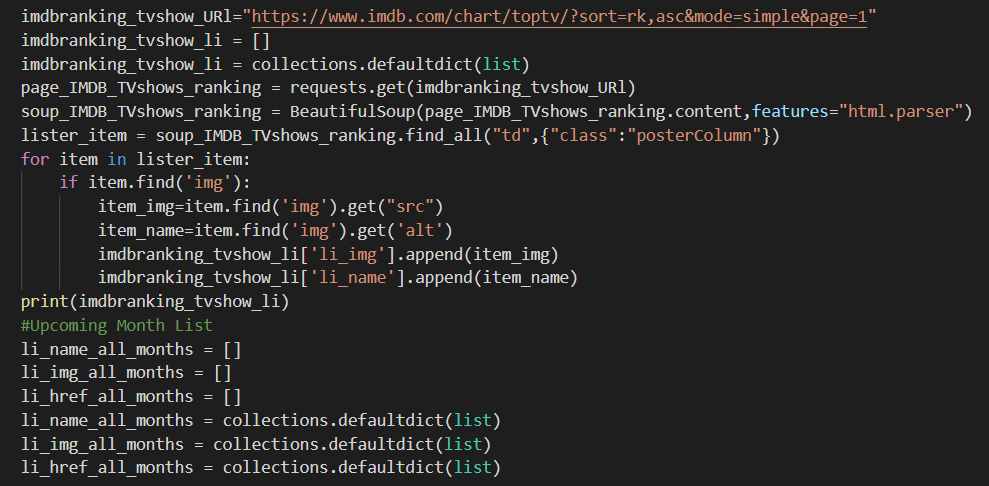 imdbranking_tvshow_URl="https://www.imdb.com/chart/toptv/?sort=rk,asc&mode=simple&page=1"
imdbranking_tvshow_li = []
imdbranking_tvshow_li = collections.defaultdict(list)
page_IMDB_TVshows_ranking = requests.get(imdbranking_tvshow_URl)
soup_IMDB_TVshows_ranking = BeautifulSoup(page_IMDB_TVshows_ranking.content,features="html.parser")
lister_item = soup_IMDB_TVshows_ranking.find_all("td",{"class":"posterColumn"})
for item in lister_item:
    if item.find('img'):
        item_img=item.find('img').get("src")
        item_name=item.find('img').get('alt')
        imdbranking_tvshow_li['li_img'].append(item_img)
        imdbranking_tvshow_li['li_name'].append(item_name)
print(imdbranking_tvshow_li)
#Upcoming Month List
li_name_all_months = []
li_img_all_months = []
li_href_all_months = []
li_name_all_months = collections.defaultdict(list)
li_img_all_months = collections.defaultdict(list)
li_href_all_months = collections.defaultdict(list)